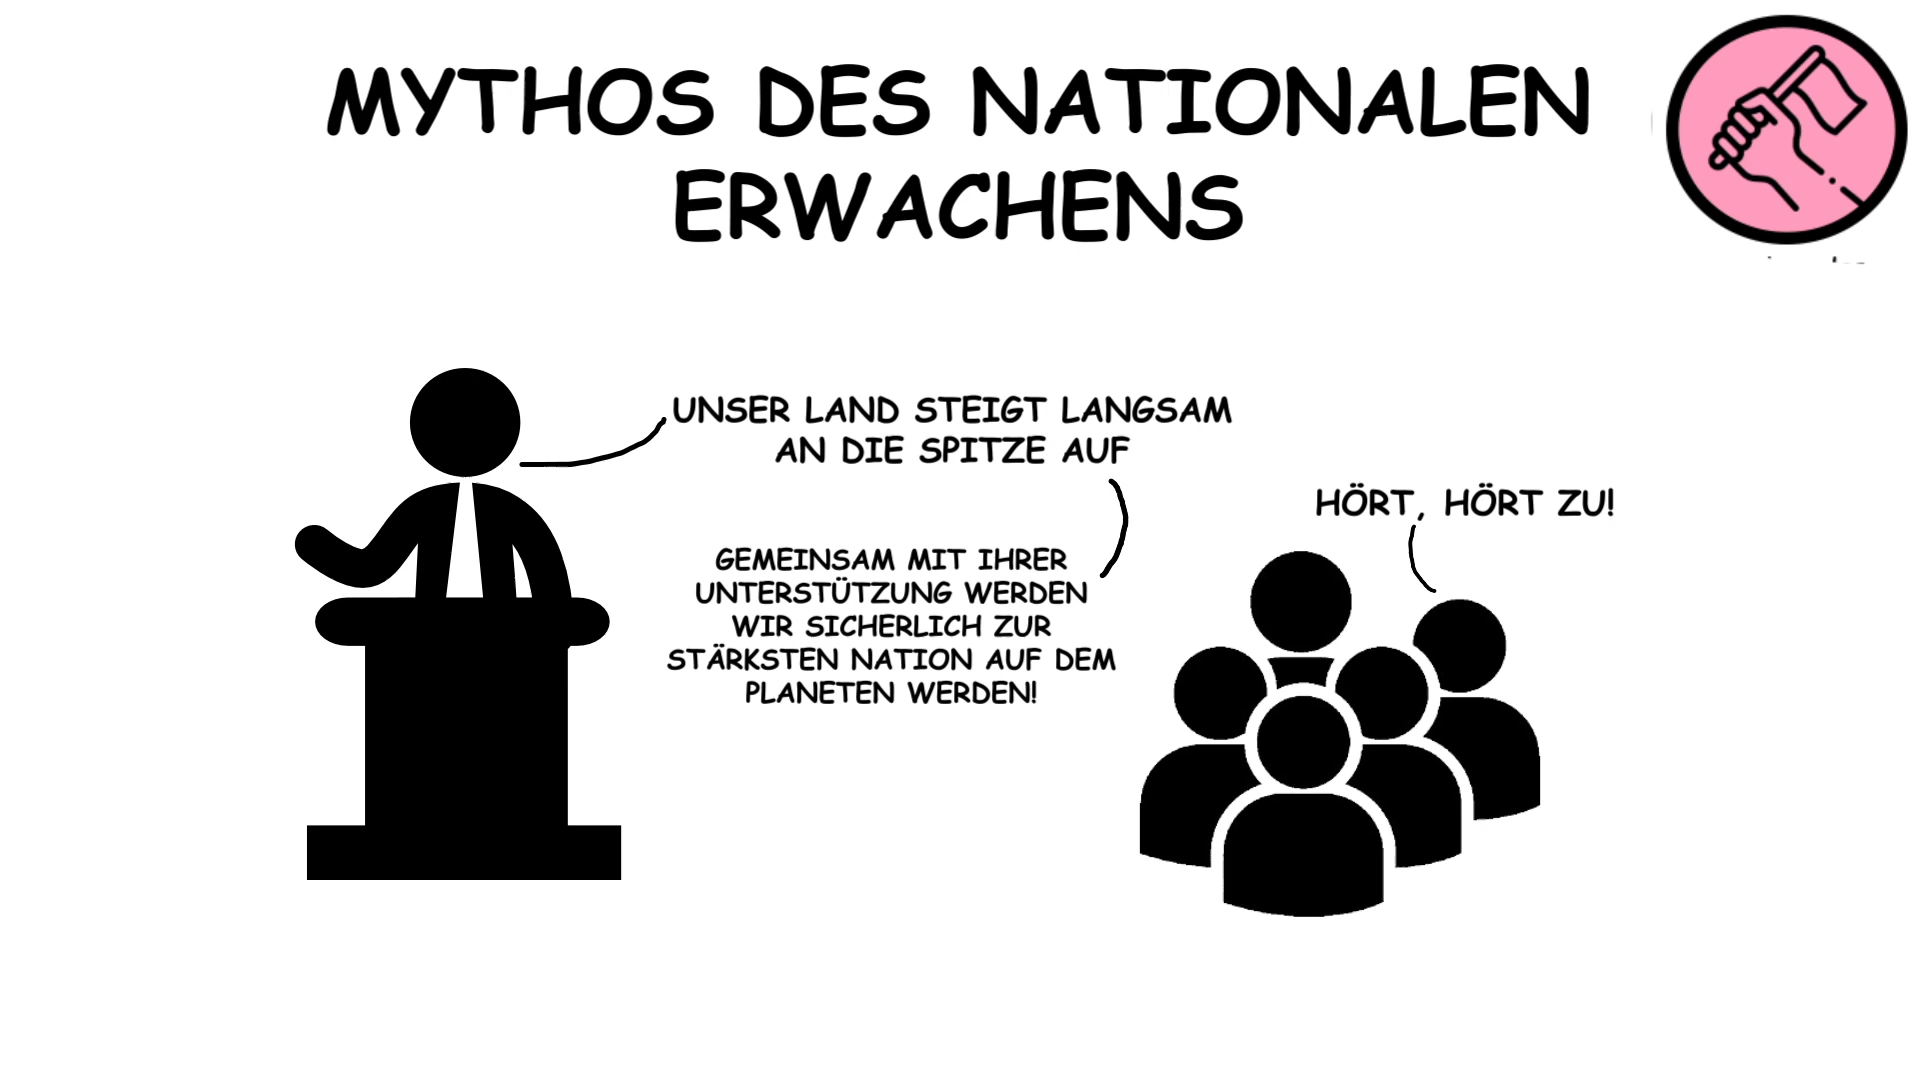 MYTHOS DES NATIONALEN
ERWACHENS
UNSER LAND STEIGT LANGSAM
AN DIE SPITZE AUF
HÖRT, HÖRT ZU!
GEMEINSAM MIT IHRER
UNTERSTÜTZUNG WERDEN
WIR SICHERLICH ZUR
STÄRKSTEN NATION AUF DEM
PLANETEN WERDEN!